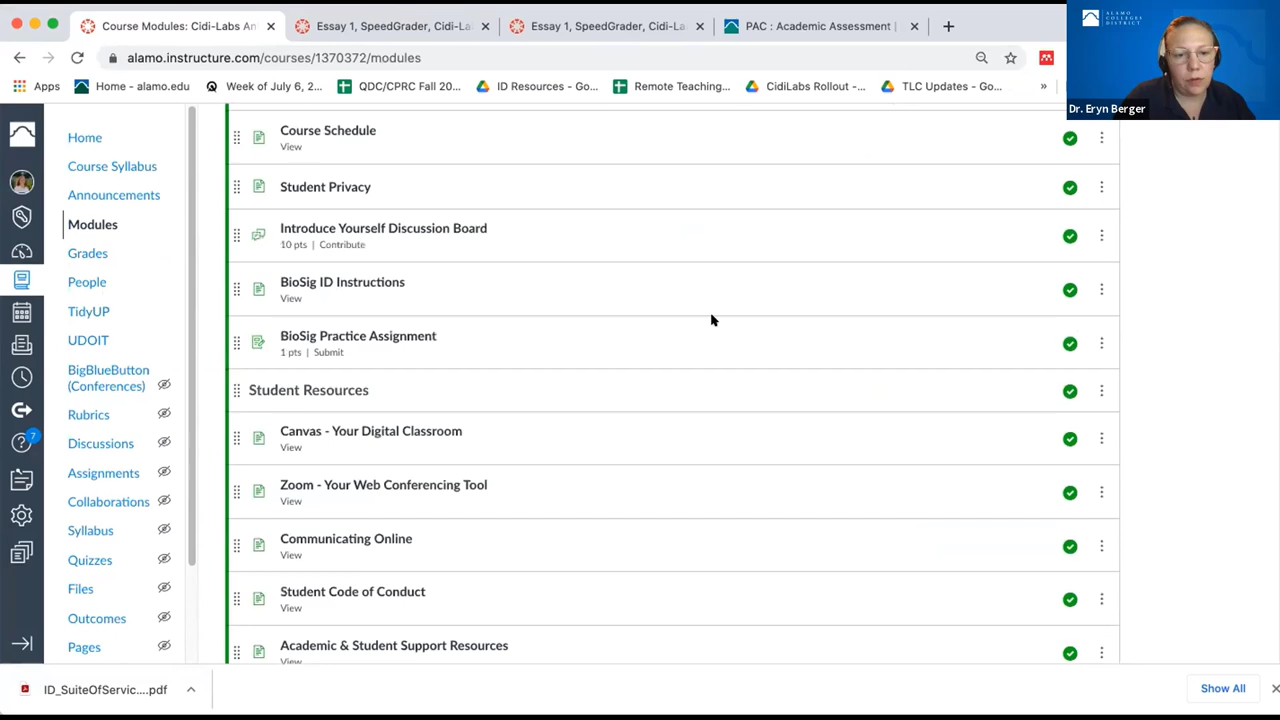 Course Modules: Cidi-Labs An
Essay 1, SpeedGrader, Cidi-La
Essay 1, SpeedGrader, Cidi-La
PAC : Academic Assessment |
alamo.instructure.com/courses/1370372/modules
Apps
Home - alamo.edu
Week of July 6, 2...
QDC/CPRC Fall 20...
ID Resources - Go...
Remote Teaching...
CidiLabs Rollout -...
TLC Updates - Go...
»
ALAMO COLLEGES DISTRICT
Dr. Eryn Berger
7
Home
Course Syllabus
Announcements
Modules
Grades
People
TidyUP
UDOIT
BigBlueButton
(Conferences)
Rubrics
Discussions
Assignments
Collaborations
Syllabus
Quizzes
Files
Outcomes
Pages
Course Schedule
View
Student Privacy
Introduce Yourself Discussion Board
10 pts | Contribute
BioSig ID Instructions
View
BioSig Practice Assignment
1 pts | Submit
Student Resources
Canvas - Your Digital Classroom
View
Zoom - Your Web Conferencing Tool
View
Communicating Online
View
Student Code of Conduct
View
Academic & Student Support Resources
View
ID_SuiteOfServic....pdf
Show All